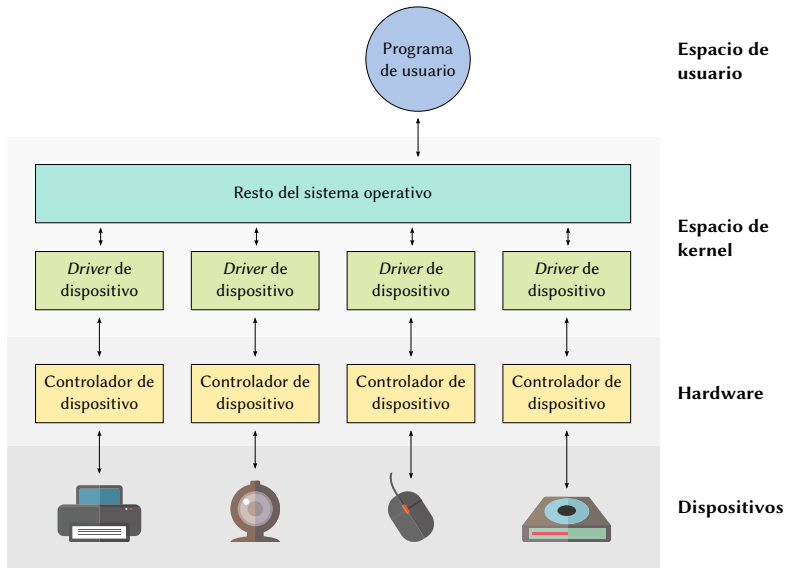 Programa
de usuario
Espacio de
usuario
Resto del sistema operativo
Espacio de
kernel
Driver de
dispositivo
Driver de
dispositivo
Driver de
dispositivo
Driver de
dispositivo
Controlador de
dispositivo
Controlador de
dispositivo
Controlador de
dispositivo
Controlador de
dispositivo
Hardware
Dispositivos